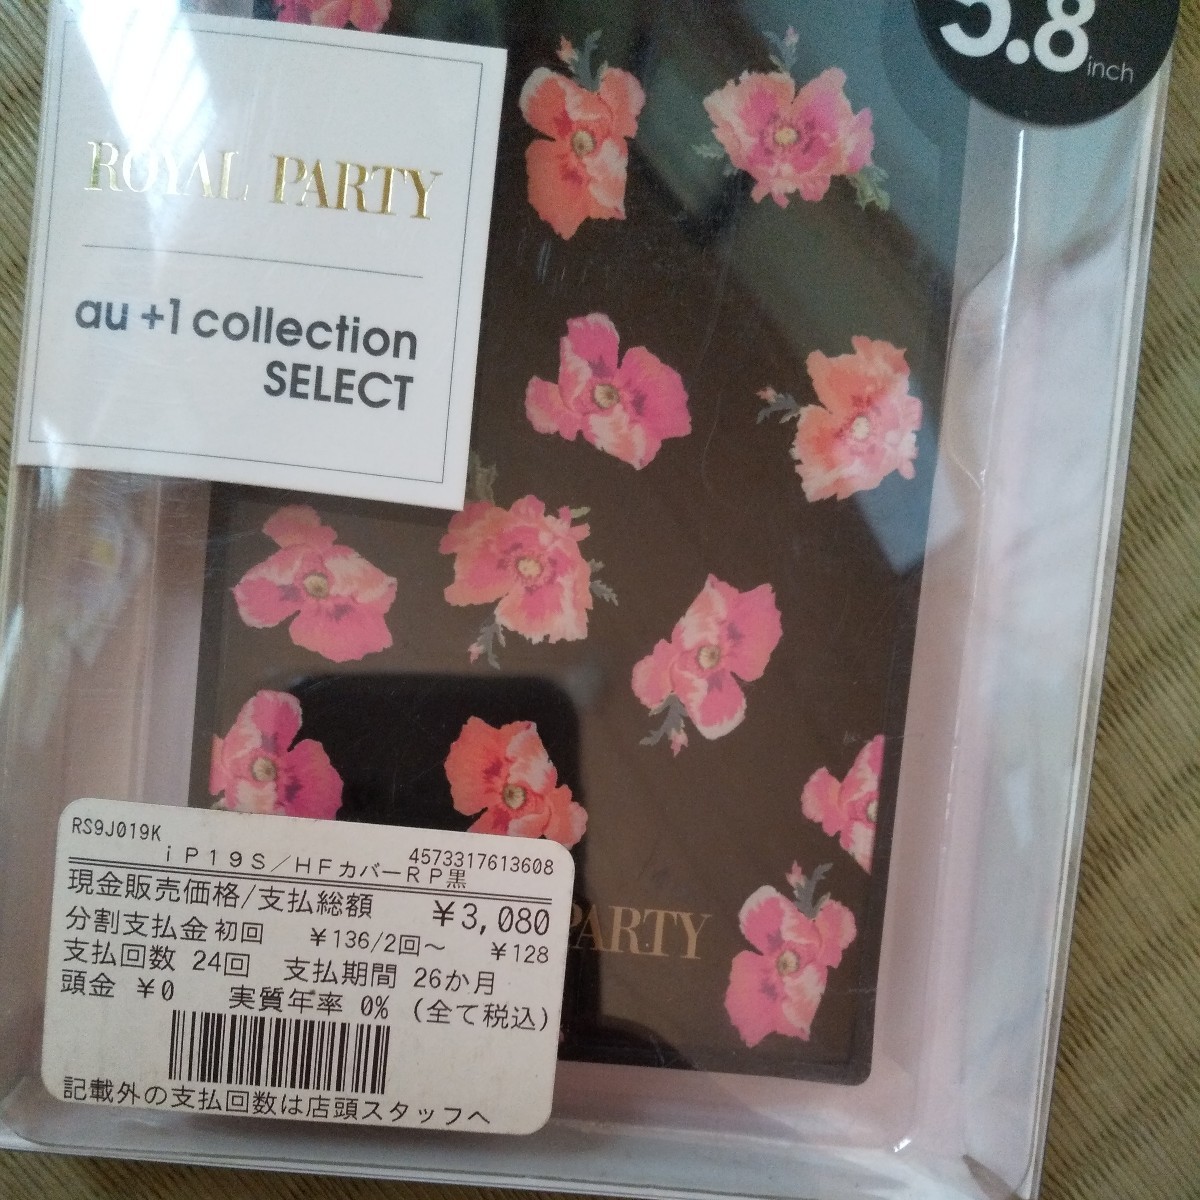 5.8
inch
ROYAL PARTY
au +1 collection
SELECT
RS9J019K
4573317613608
iP19S／HFカバーRP黒
現金販売価格/支払総額 ￥3,080
分割支払金 初回 ￥136/2回～ ￥128
支払回数 24回 支払期間 26か月
頭金 ￥0 実質年率 0% (全て税込)
記載外の支払回数は店頭スタッフへ
PARTY